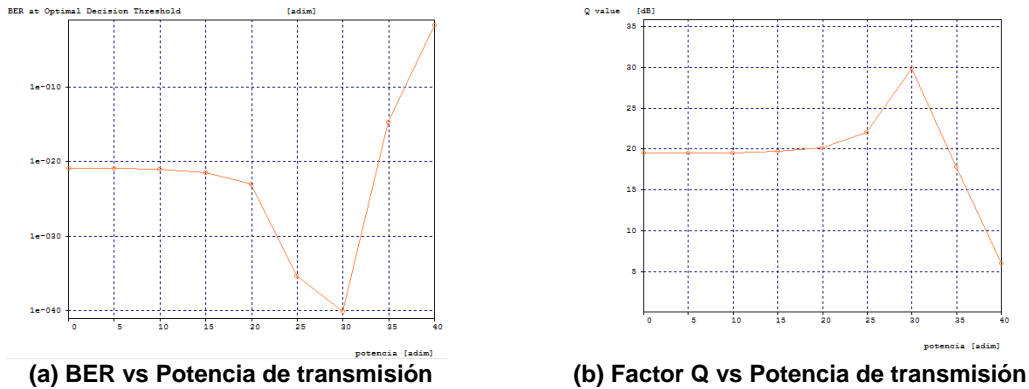 BER at Optimal Decision Threshold [adim]
1e-010
1e-020
1e-030
1e-040
0 5 10 15 20 25 30 35 40
potencia [adim]
(a) BER vs Potencia de transmisión
Q value [dB]
35
30
25
20
15
10
5
0 5 10 15 20 25 30 35 40
potencia [adim]
(b) Factor Q vs Potencia de transmisión